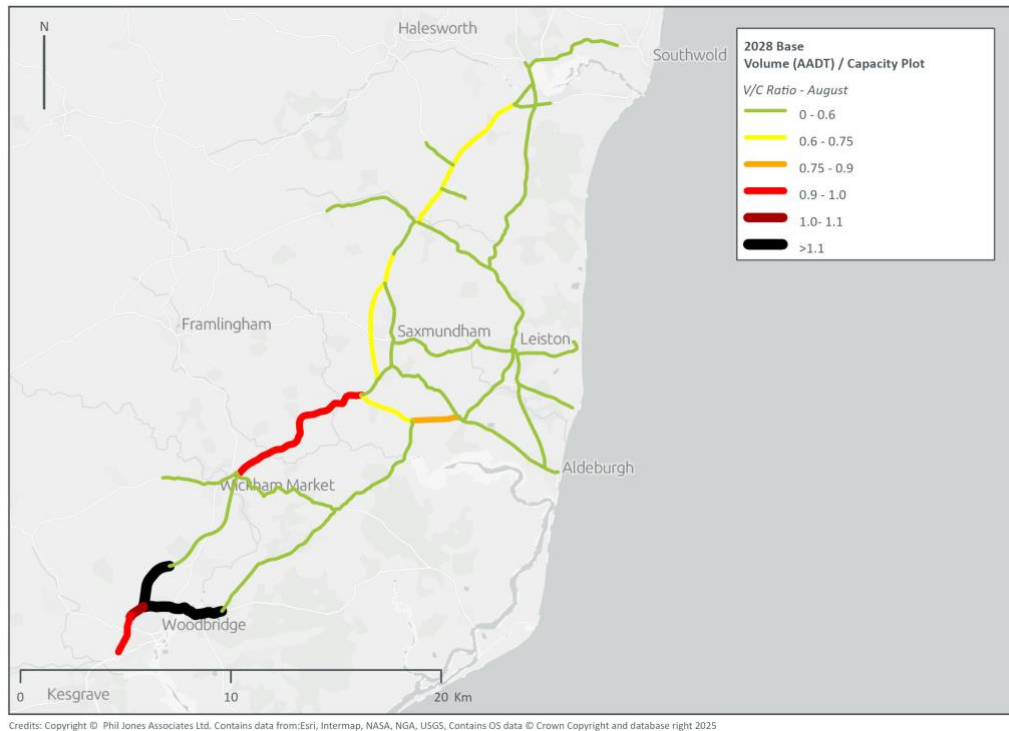 N
Halesworth
Southwold
2028 Base
Volume (AADT) / Capacity Plot
V/C Ratio - August
0 - 0.6
0.6 - 0.75
0.75 - 0.9
0.9 - 1.0
1.0- 1.1
>1.1
Framlingham
Saxmundham
Leiston
Aldeburgh
Wickham Market
Woodbridge
Kesgrave
0
10
20 Km
Credits: Copyright © Phil Jones Associates Ltd. Contains data from:Esri, Intermap, NASA, NGA, USGS, Contains OS data © Crown Copyright and database right 2025